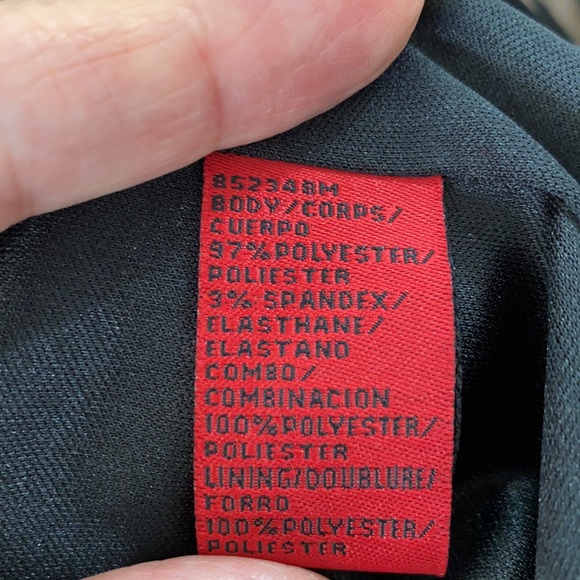 852348M
BODY/CORPS/
CUERPO
97%POLYESTER/
POLIESTER
3% SPANDEX/
ELASTHANE/
ELASTANO
COMBO/
COMBINACION
100%POLYESTER/
POLIESTER
LINING/DOUBLURE/
FORRO
100%POLYESTER/
POLIESTER